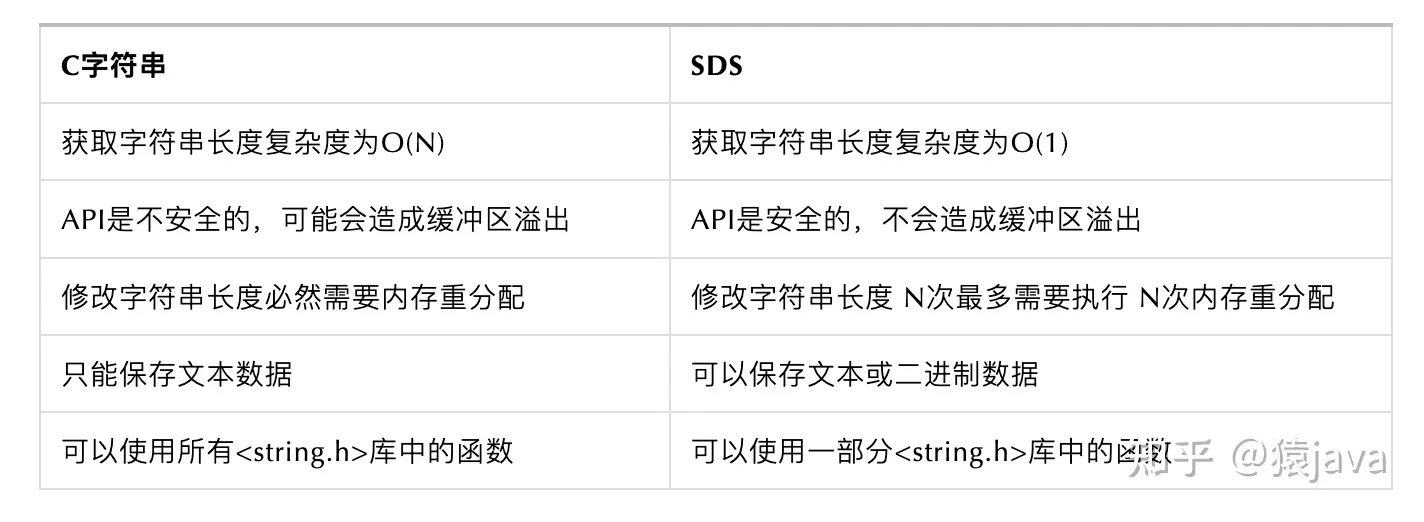 C字符串 SDS
获取字符串长度复杂度为O(N) 获取字符串长度复杂度为O(1)
API是不安全的，可能会造成缓冲区溢出 API是安全的，不会造成缓冲区溢出
修改字符串长度必然需要内存重分配 修改字符串长度 N次最多需要执行 N次内存重分配
只能保存文本数据 可以保存文本或二进制数据
可以使用所有<string.h>库中的函数 可以使用一部分<string.h>库中的函数
知乎 @猿java